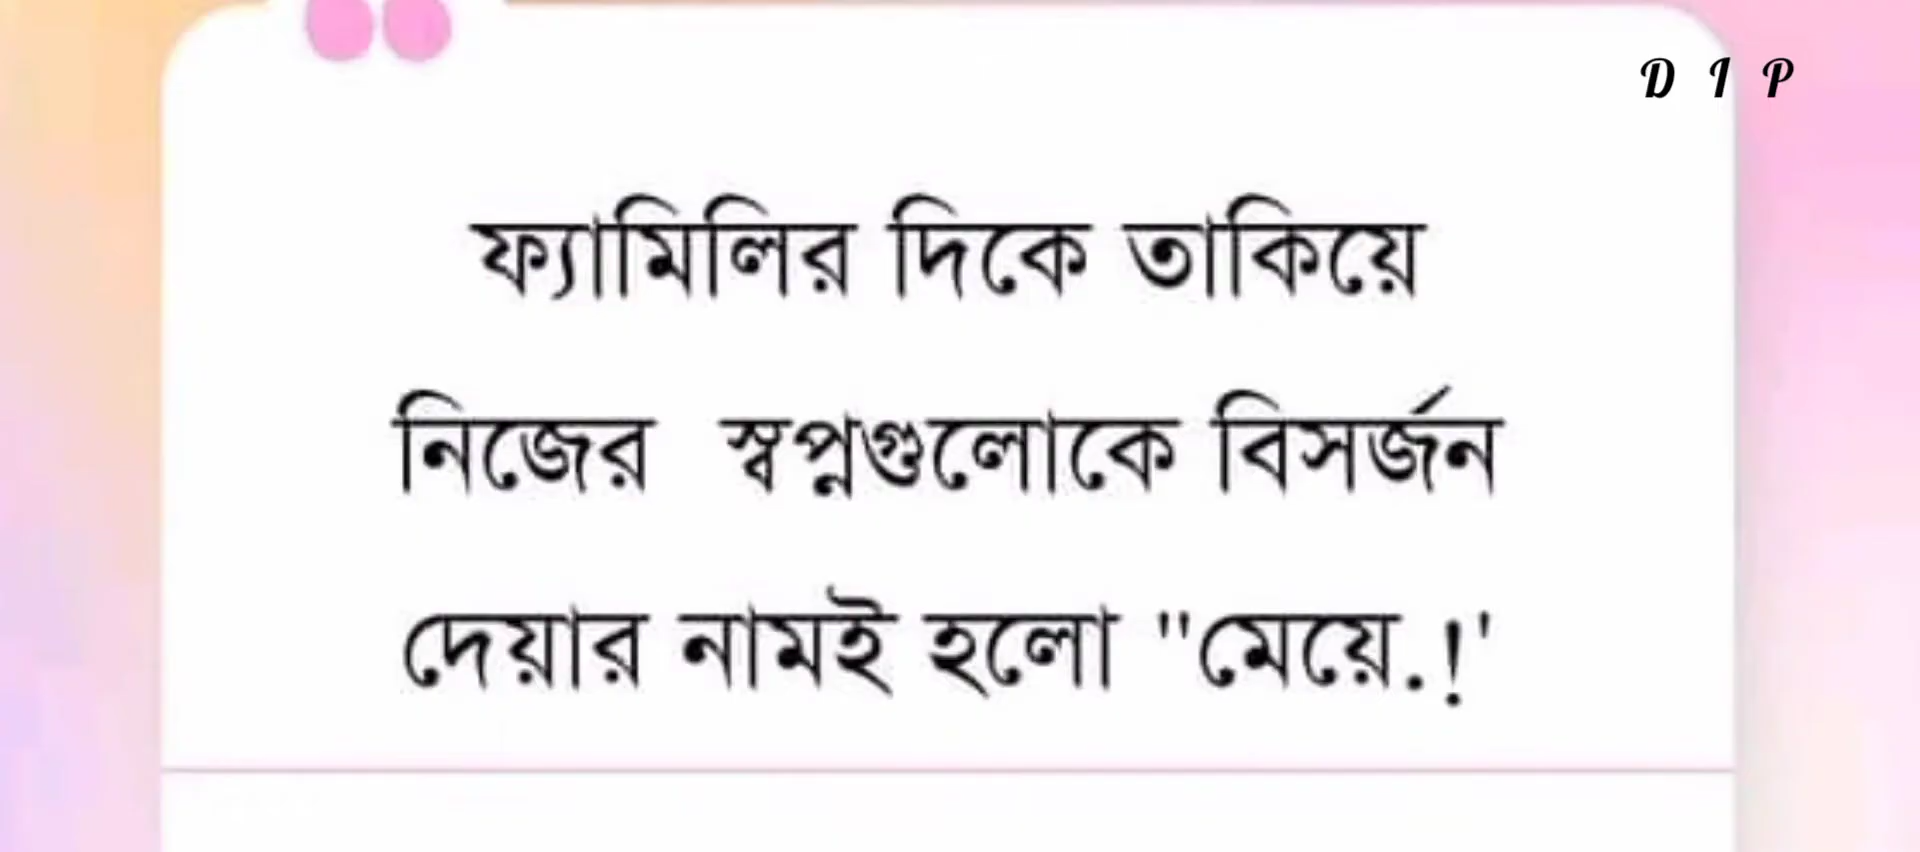 D I P
ফ্যামিলির দিকে তাকিয়ে
নিজের স্বপ্নগুলোকে বিসর্জন
দেয়ার নামই হলো "মেয়ে.!'